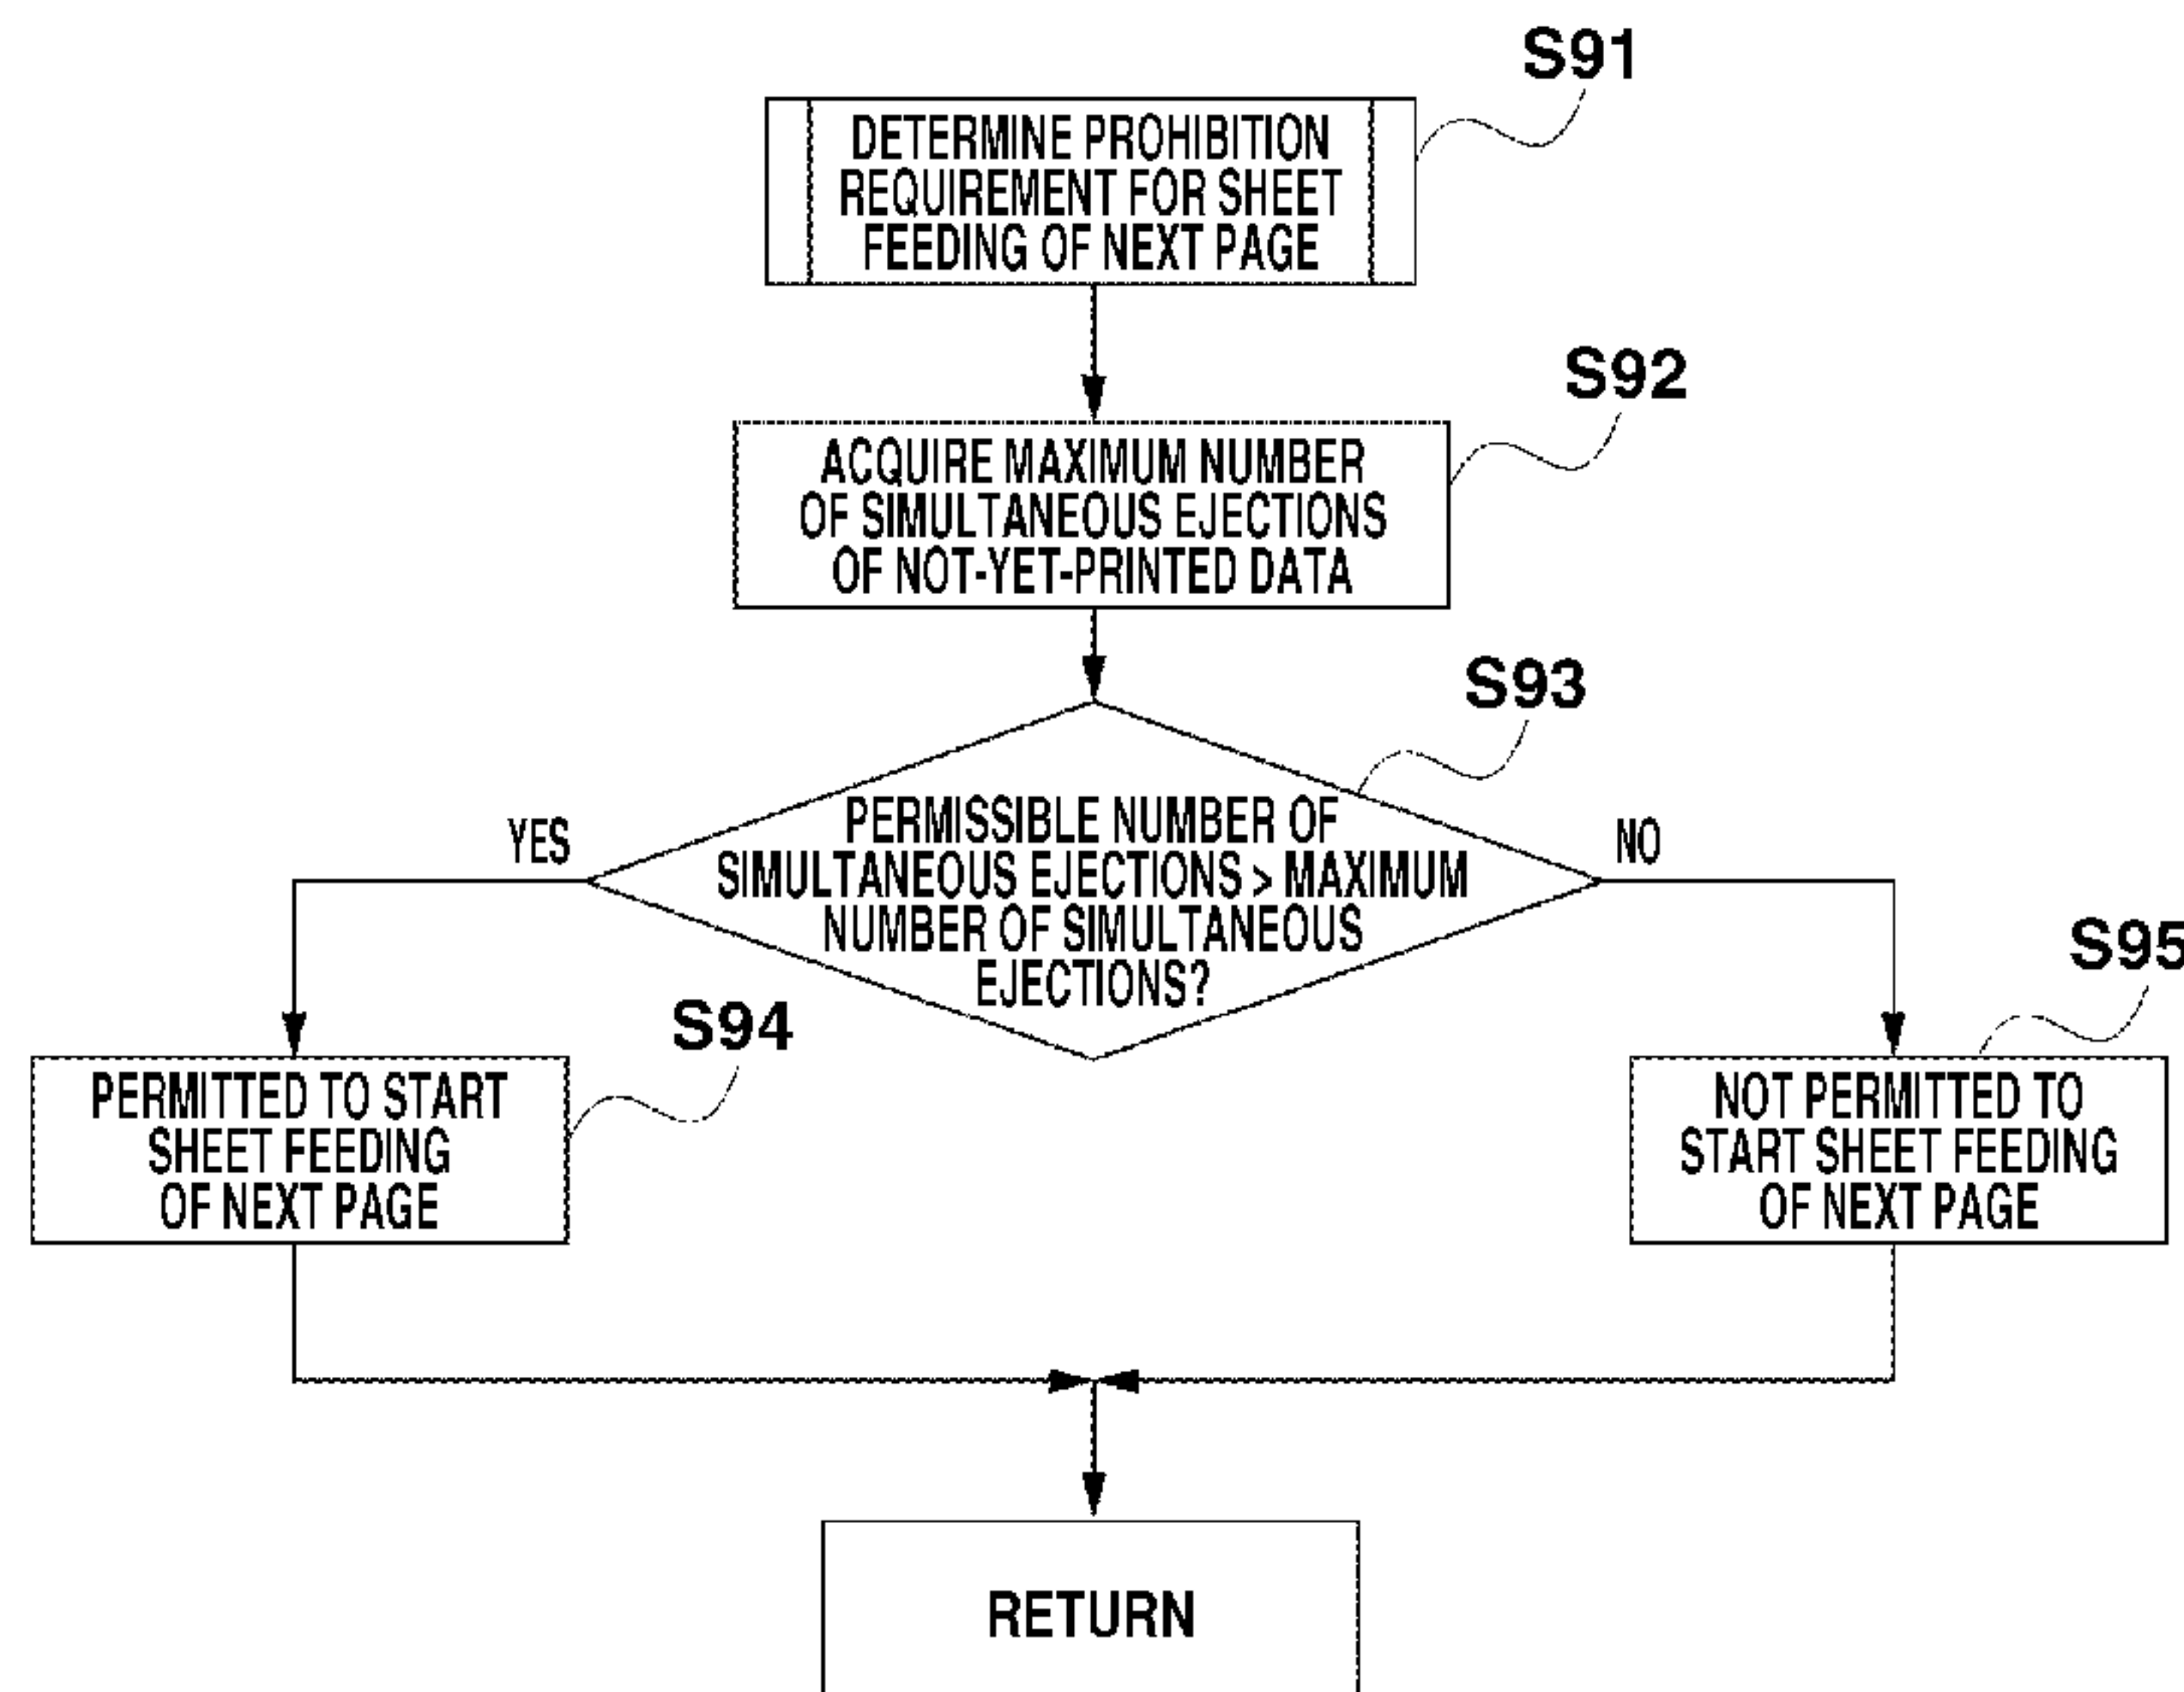 S91
DETERMINE PROHIBITION
REQUIREMENT FOR SHEET
FEEDING OF NEXT PAGE
S92
ACQUIRE MAXIMUM NUMBER
OF SIMULTANEOUS EJECTIONS
OF NOT-YET-PRINTED DATA
S93
PERMISSIBLE NUMBER OF
SIMULTANEOUS EJECTIONS > MAXIMUM
NUMBER OF SIMULTANEOUS
EJECTIONS?
YES
NO
S94
PERMITTED TO START
SHEET FEEDING
OF NEXT PAGE
S95
NOT PERMITTED TO
START SHEET FEEDING
OF NEXT PAGE
RETURN